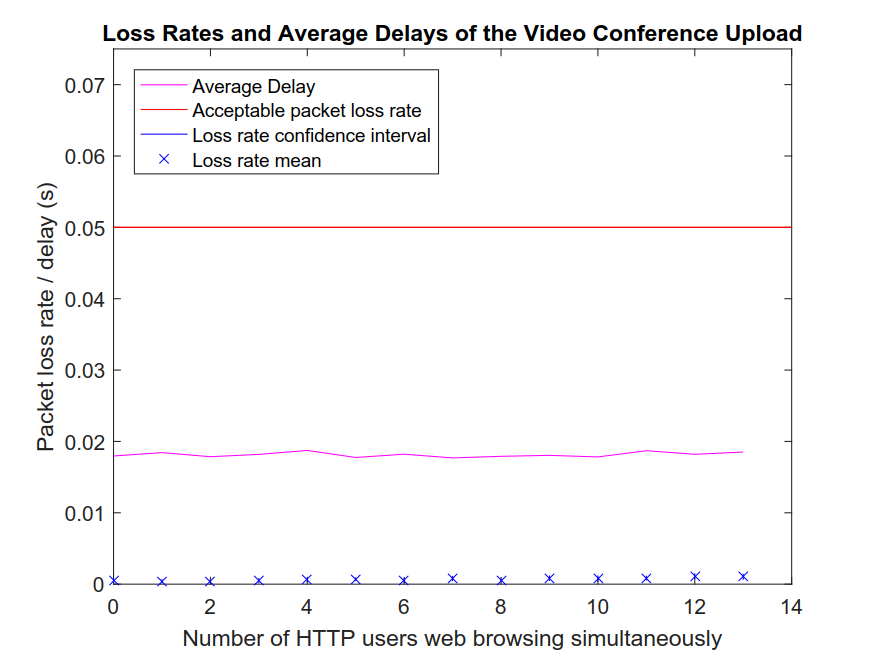 Loss Rates and Average Delays of the Video Conference Upload
Average Delay
Acceptable packet loss rate
Loss rate confidence interval
Loss rate mean
Packet loss rate / delay (s)
0.07
0.06
0.05
0.04
0.03
0.02
0.01
0
0 2 4 6 8 10 12 14
Number of HTTP users web browsing simultaneously